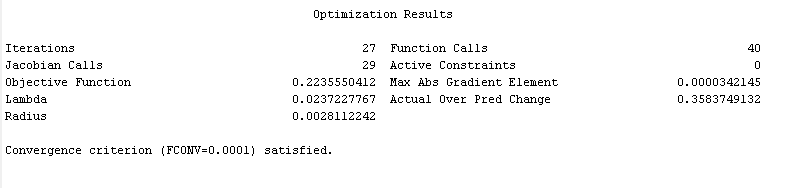 Optimization Results
Iterations 27 Function Calls 40
Jacobian Calls 29 Active Constraints 0
Objective Function 0.2235550412 Max Abs Gradient Element 0.0000342145
Lambda 0.0237227767 Actual Over Pred Change 0.3583749132
Radius 0.0028112242
Convergence criterion (FCONV=0.0001) satisfied.